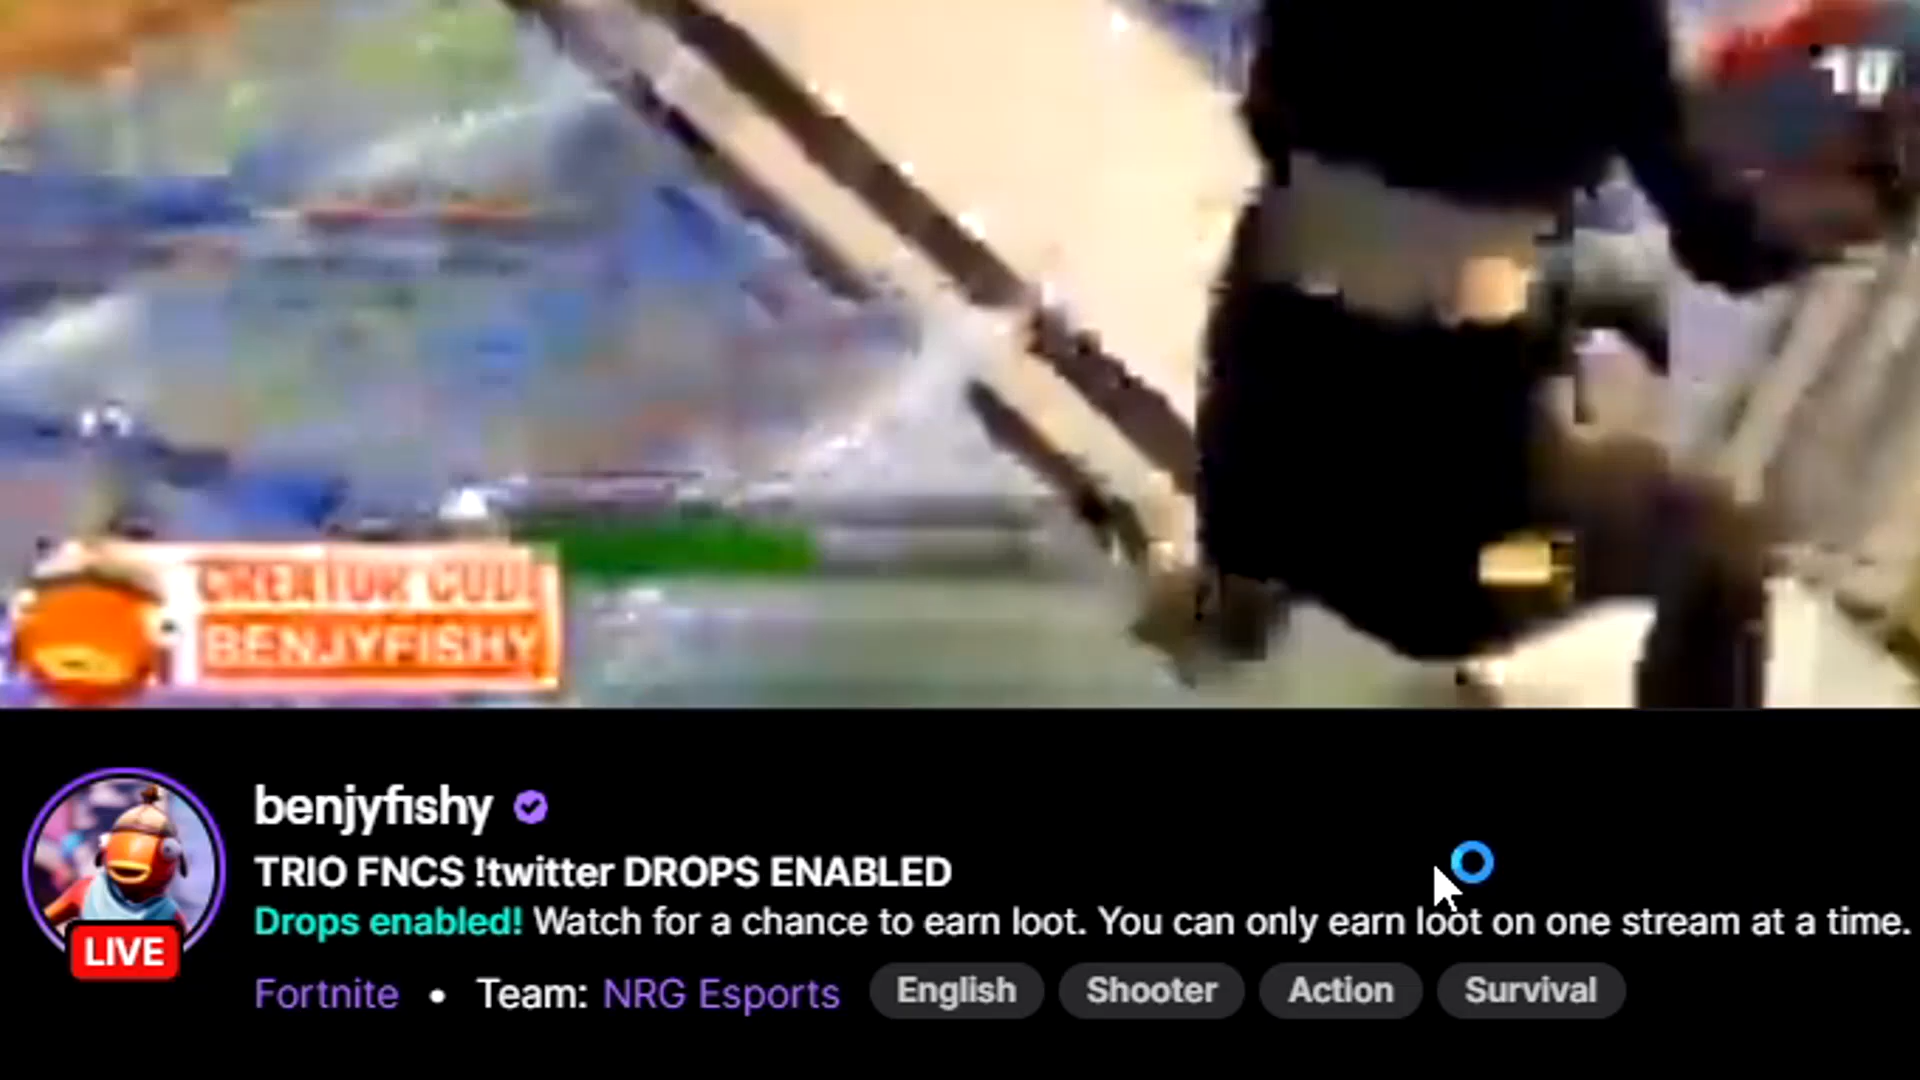 10
CREATOR CODE
BENJYFISHY
benjyfishy
TRIO FNCS !twitter DROPS ENABLED
Drops enabled! Watch for a chance to earn loot. You can only earn loot on one stream at a time.
LIVE
Fortnite • Team: NRG Esports English Shooter Action Survival